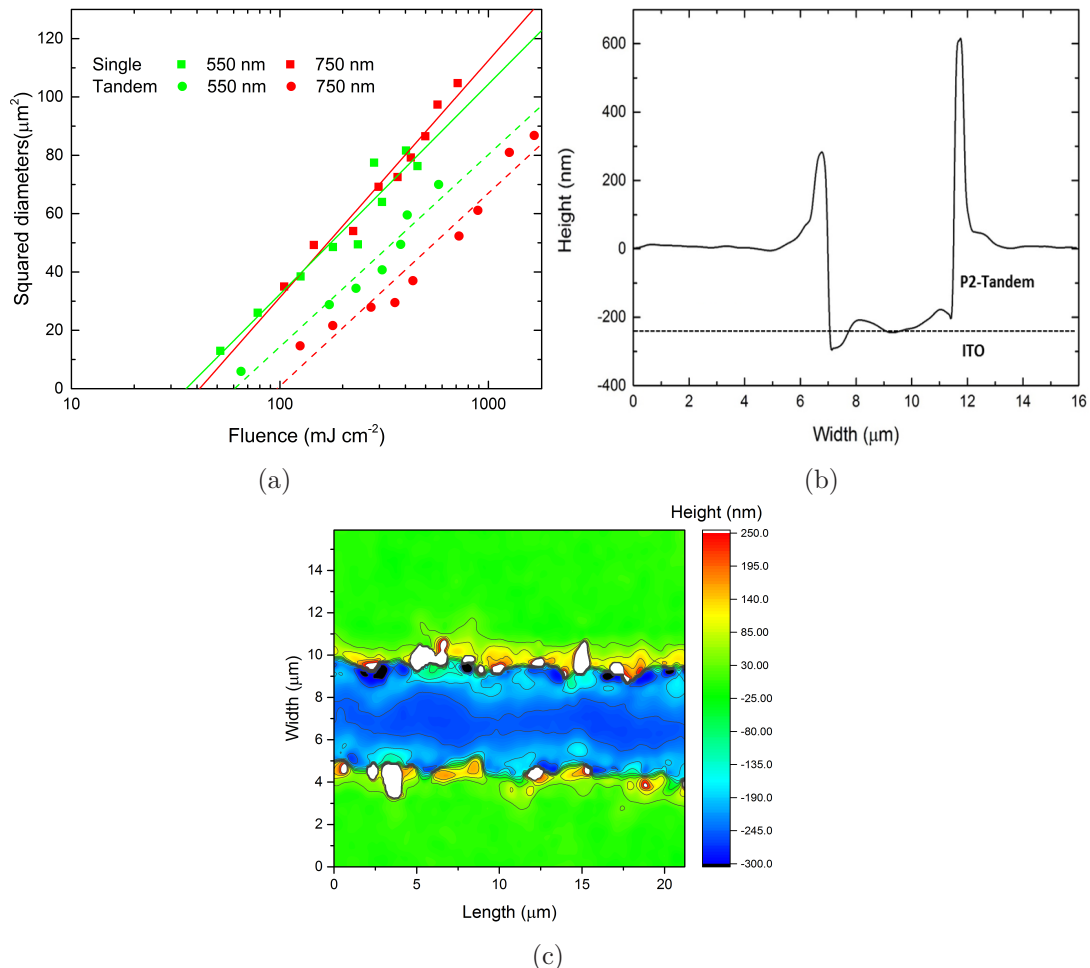 120
100
80
60
40
20
0
10
100
1000
Squared diameters(μm²)
Fluence (mJ cm⁻²)
Single 550 nm 750 nm
Tandem 550 nm 750 nm
(a)
600
400
200
0
-200
-400
0 2 4 6 8 10 12 14 16
Height (nm)
Width (μm)
P2-Tandem
ITO
(b)
Height (nm)
250.0
195.0
140.0
85.00
30.00
-25.00
-80.00
-135.0
-190.0
-245.0
-300.0
14
12
10
8
6
4
2
0
0 5 10 15 20
Width (μm)
Length (μm)
(c)